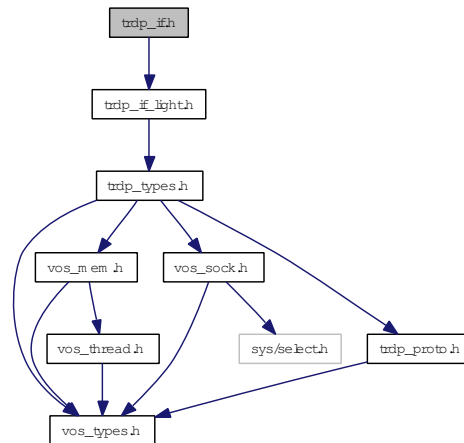 trdp_if.h
trdp_if_light.h
trdp_types.h
vos_mem.h
vos_sock.h
vos_thread.h
sys/select.h
trdp_proto.h
vos_types.h